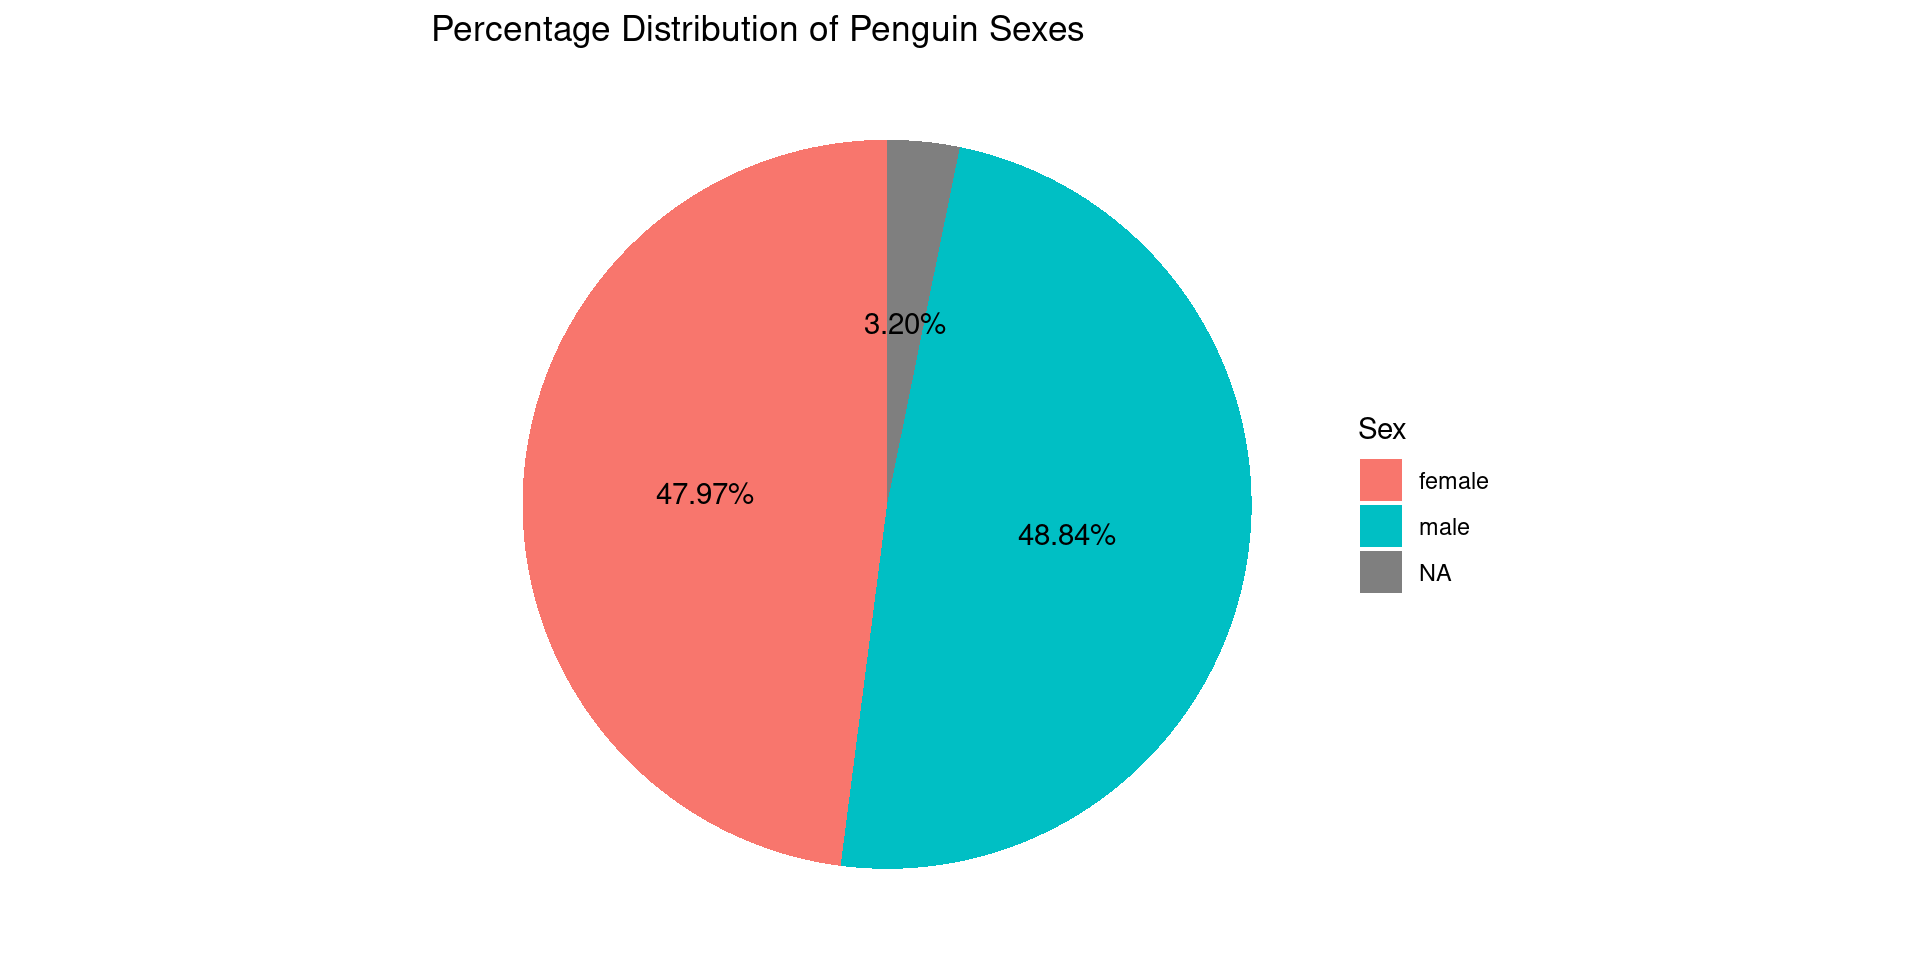 Percentage Distribution of Penguin Sexes
3.20%
47.97%
48.84%
Sex
female
male
NA